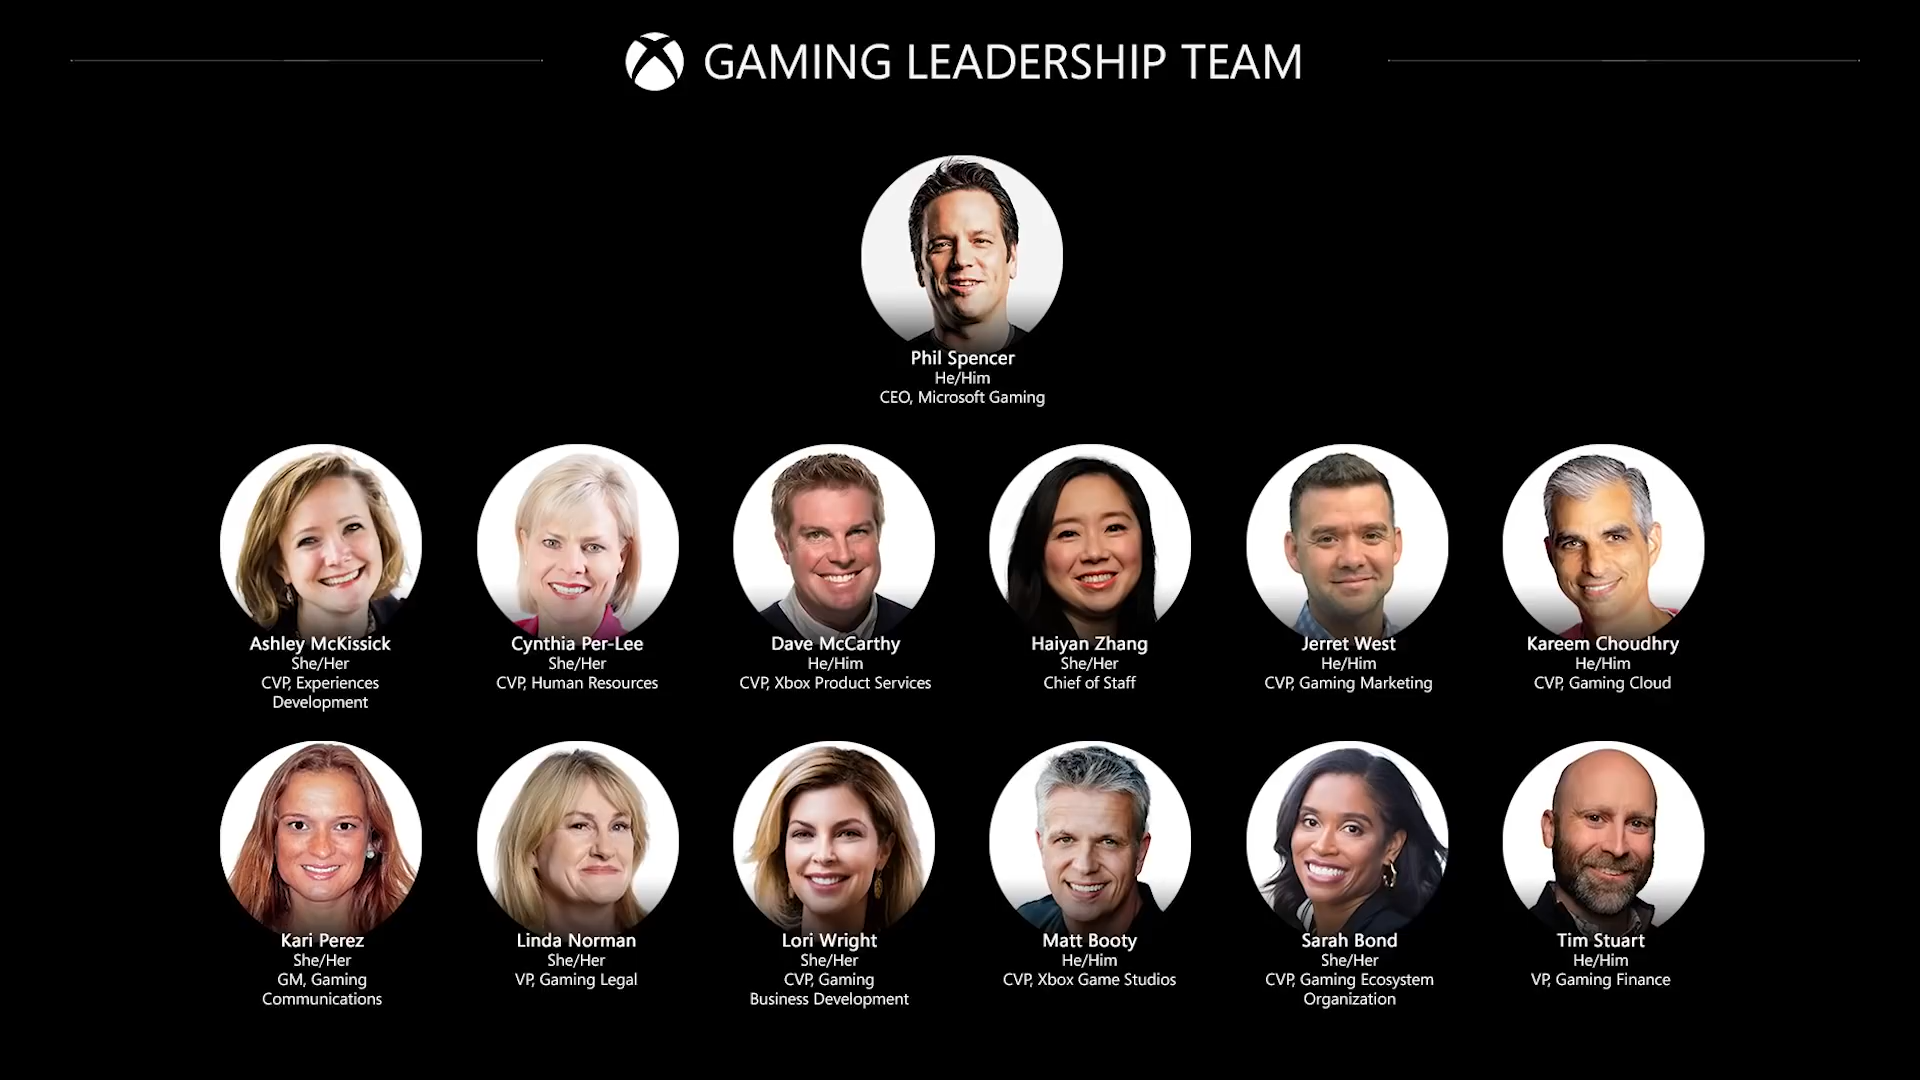 GAMING LEADERSHIP TEAM
Phil Spencer
He/Him
CEO, Microsoft Gaming
Ashley McKissick
She/Her
CVP, Experiences
Development
Cynthia Per-Lee
She/Her
CVP, Human Resources
Dave McCarthy
He/Him
CVP, Xbox Product Services
Haiyan Zhang
She/Her
Chief of Staff
Jerret West
He/Him
CVP, Gaming Marketing
Kareem Choudhry
He/Him
CVP, Gaming Cloud
Kari Perez
She/Her
GM, Gaming
Communications
Linda Norman
She/Her
VP, Gaming Legal
Lori Wright
She/Her
CVP, Gaming
Business Development
Matt Booty
He/Him
CVP, Xbox Game Studios
Sarah Bond
She/Her
CVP, Gaming Ecosystem
Organization
Tim Stuart
He/Him
VP, Gaming Finance